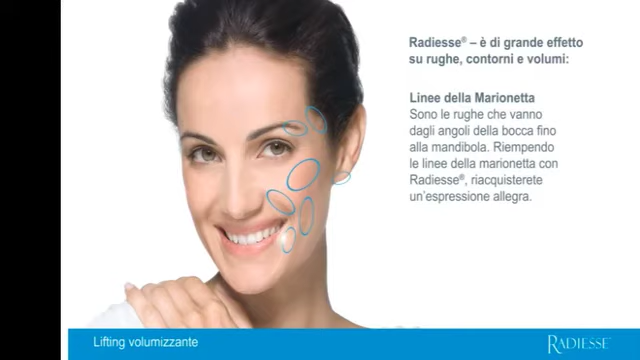 Radiesse® – è di grande effetto
su rughe, contorni e volumi:
Linee della Marionetta
Sono le rughe che vanno
dagli angoli della bocca fino
alla mandibola. Riempendo
le linee della marionetta con
Radiesse®, riacquisterete
un'espressione allegra.
Lifting volumizzante
RADIESSE